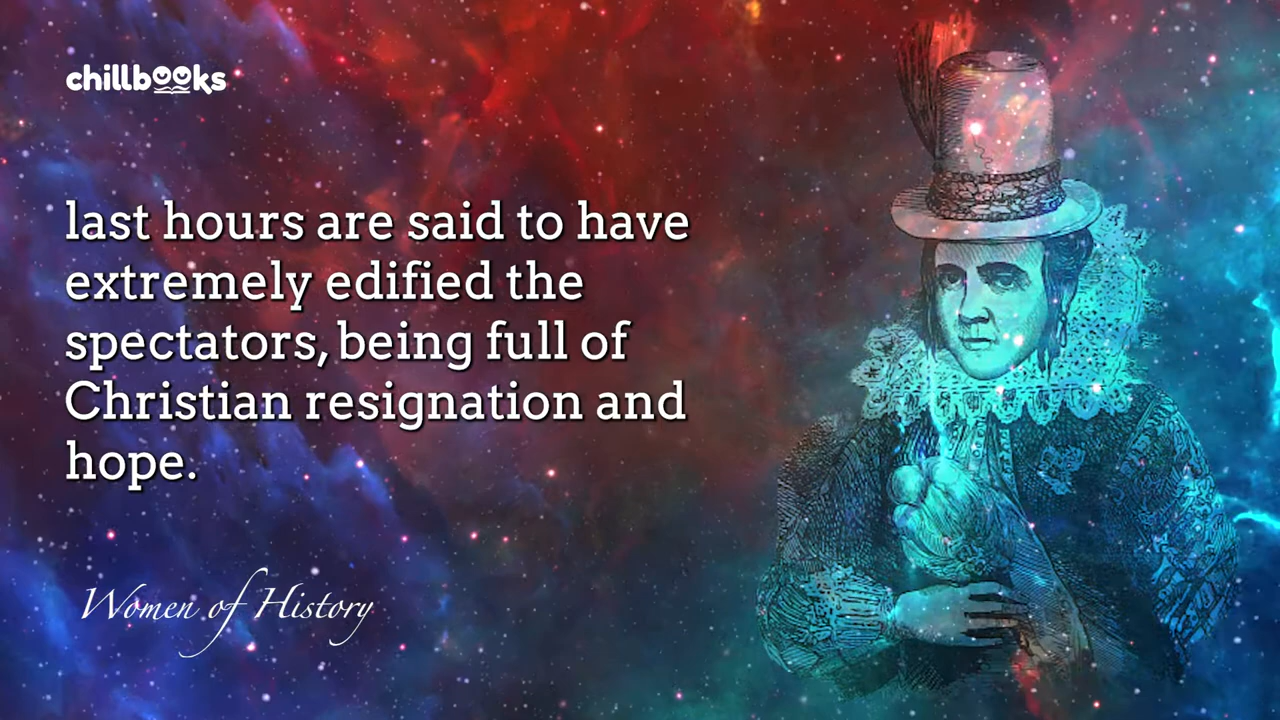 chillbooks
last hours are said to have
extremely edified the
spectators, being full of
Christian resignation and
hope.
Women of History